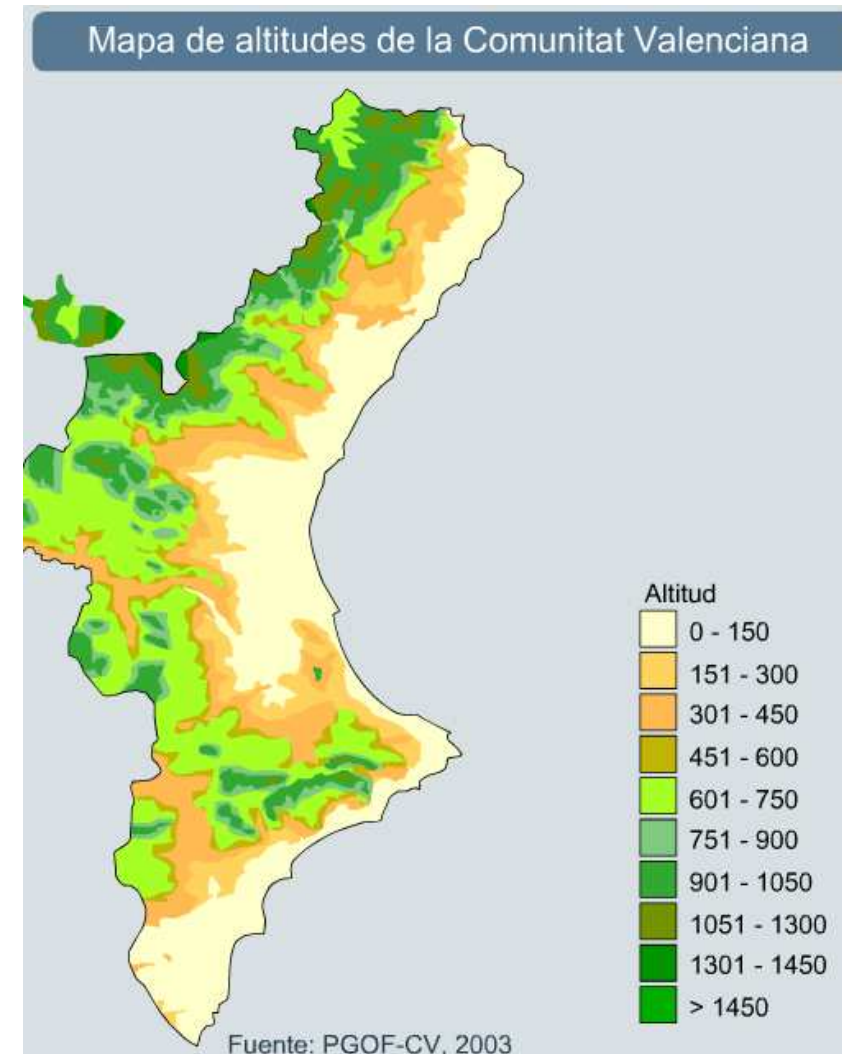 Mapa de altitudes de la Comunitat Valenciana
Altitud
0 - 150
151 - 300
301 - 450
451 - 600
601 - 750
751 - 900
901 - 1050
1051 - 1300
1301 - 1450
> 1450
Fuente: PGOF-CV, 2003